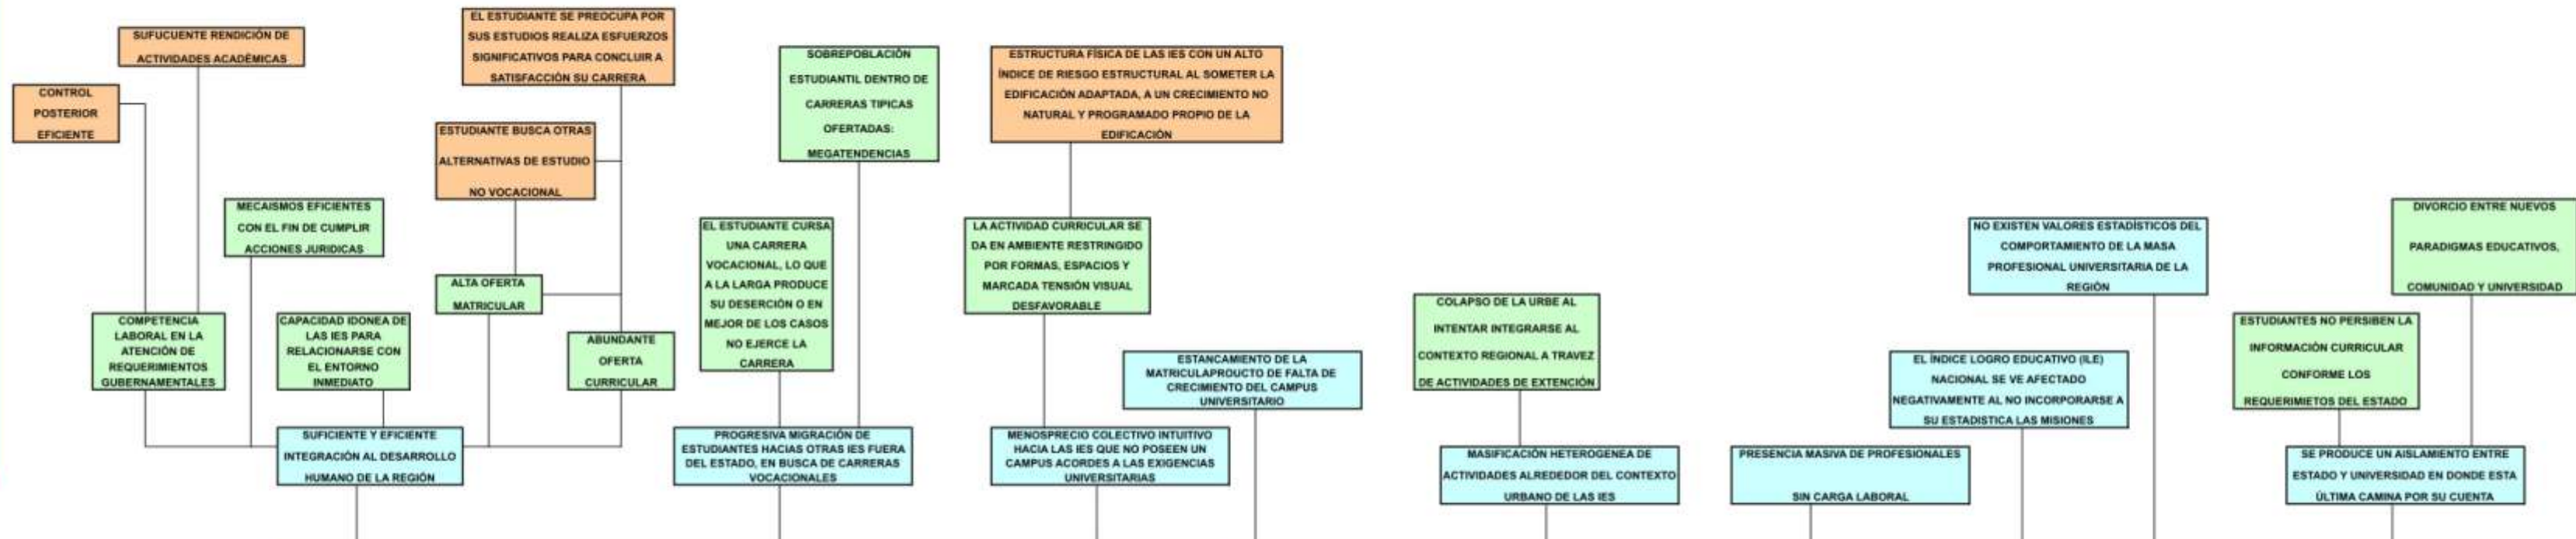 SUFUCUENTE RENDICIÓN DE
ACTIVIDADES ACADÉMICAS
CONTROL
POSTERIOR
EFICIENTE
EL ESTUDIANTE SE PREOCUPA POR
SUS ESTUDIOS REALIZA ESFUERZOS
SIGNIFICATIVOS PARA CONCLUIR A
SATISFACCIÓN SU CARRERA
ESTUDIANTE BUSCA OTRAS
ALTERNATIVAS DE ESTUDIO
NO VOCACIONAL
MECAISMOS EFICIENTES
CON EL FIN DE CUMPLIR
ACCIONES JURIDICAS
ALTA OFERTA
MATRICULAR
COMPETENCIA
LABORAL EN LA
ATENCIÓN DE
REQUERIMIENTOS
GUBERNAMENTALES
CAPACIDAD IDONEA DE
LAS IES PARA
RELACIONARSE CON
EL ENTORNO
INMEDIATO
ABUNDANTE
OFERTA
CURRICULAR
SUFICIENTE Y EFICIENTE
INTEGRACIÓN AL DESARROLLO
HUMANO DE LA REGIÓN
SOBREPOBLACIÓN
ESTUDIANTIL DENTRO DE
CARRERAS TIPICAS
OFERTADAS:
MEGATENDENCIAS
EL ESTUDIANTE CURSA
UNA CARRERA
VOCACIONAL, LO QUE
A LA LARGA PRODUCE
SU DESERCIÓN O EN
MEJOR DE LOS CASOS
NO EJERCE LA
CARRERA
PROGRESIVA MIGRACIÓN DE
ESTUDIANTES HACIAS OTRAS IES FUERA
DEL ESTADO, EN BUSCA DE CARRERAS
VOCACIONALES
ESTRUCTURA FÍSICA DE LAS IES CON UN ALTO
ÍNDICE DE RIESGO ESTRUCTURAL AL SOMETER LA
EDIFICACIÓN ADAPTADA, A UN CRECIMIENTO NO
NATURAL Y PROGRAMADO PROPIO DE LA
EDIFICACIÓN
LA ACTIVIDAD CURRICULAR SE
DA EN AMBIENTE RESTRINGIDO
POR FORMAS, ESPACIOS Y
MARCADA TENSIÓN VISUAL
DESFAVORABLE
ESTANCAMIENTO DE LA
MATRICULAPROUCTO DE FALTA DE
CRECIMIENTO DEL CAMPUS
UNIVERSITARIO
MENOSPRECIO COLECTIVO INTUITIVO
HACIA LAS IES QUE NO POSEEN UN
CAMPUS ACORDES A LAS EXIGENCIAS
UNIVERSITARIAS
COLAPSO DE LA URBE AL
INTENTAR INTEGRARSE AL
CONTEXTO REGIONAL A TRAVEZ
DE ACTIVIDADES DE EXTENCIÓN
MASIFICACIÓN HETEROGENEA DE
ACTIVIDADES ALREDEDOR DEL CONTEXTO
URBANO DE LAS IES
NO EXISTEN VALORES ESTADÍSTICOS DEL
COMPORTAMIENTO DE LA MASA
PROFESIONAL UNIVERSITARIA DE LA
REGIÓN
EL ÍNDICE LOGRO EDUCATIVO (ILE)
NACIONAL SE VE AFECTADO
NEGATIVAMENTE AL NO INCORPORARSE A
SU ESTADISTICA LAS MISIONES
PRESENCIA MASIVA DE PROFESIONALES
SIN CARGA LABORAL
DIVORCIO ENTRE NUEVOS
PARADIGMAS EDUCATIVOS,
COMUNIDAD Y UNIVERSIDAD
ESTUDIANTES NO PERSIBEN LA
INFORMACIÓN CURRICULAR
CONFORME LOS
REQUERIMIETOS DEL ESTADO
SE PRODUCE UN AISLAMIENTO ENTRE
ESTADO Y UNIVERSIDAD EN DONDE ESTA
ÚLTIMA CAMINA POR SU CUENTA